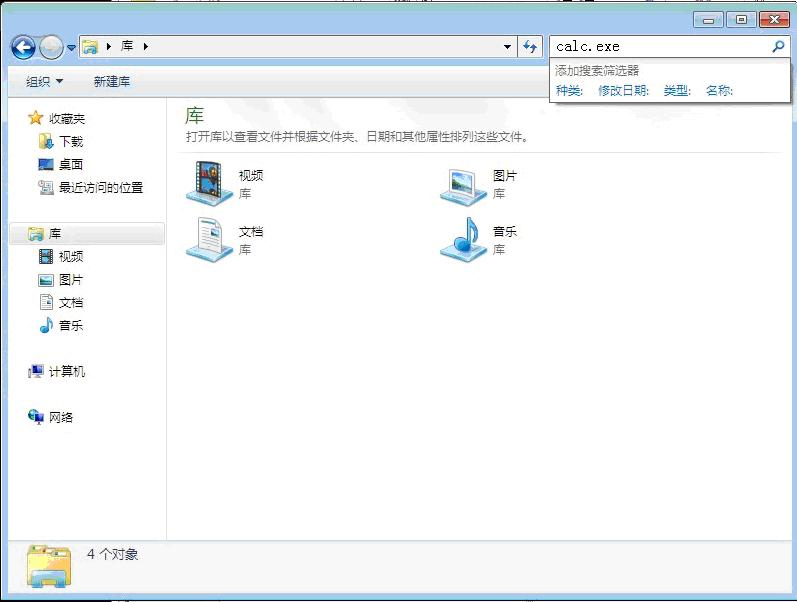 库
calc.exe
添加搜索筛选器
种类: 修改日期: 类型: 名称:
组织 新建库
收藏夹
下载
桌面
最近访问的位置
库
视频
图片
文档
音乐
计算机
网络
库
打开库以查看文件并根据文件夹、日期和其他属性排列这些文件。
视频
库
图片
库
文档
库
音乐
库
4 个对象